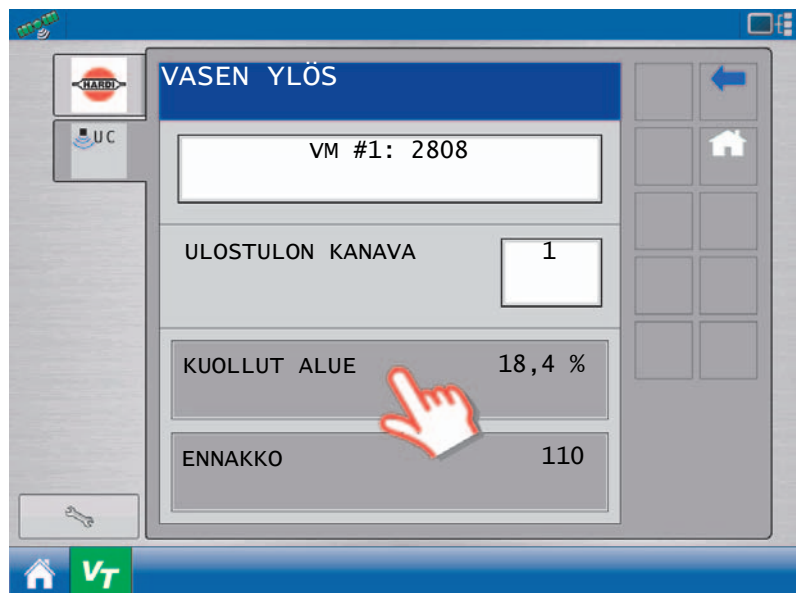 HARDI
VASEN YLÖS
UC
VM #1: 2808
ULOSTULON KANAVA 1
KUOLLUT ALUE 18,4 %
ENNAKKO 110
VT